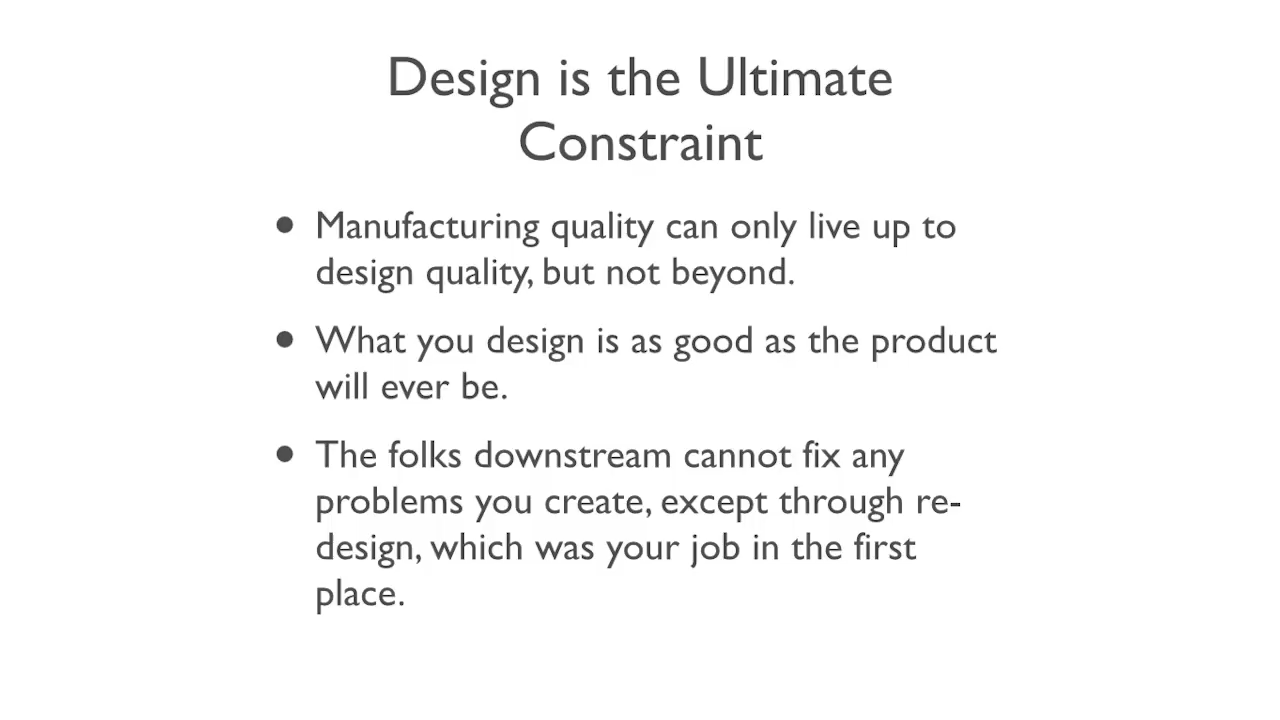 Design is the Ultimate
Constraint
• Manufacturing quality can only live up to
design quality, but not beyond.
• What you design is as good as the product
will ever be.
• The folks downstream cannot fix any
problems you create, except through re-
design, which was your job in the first
place.